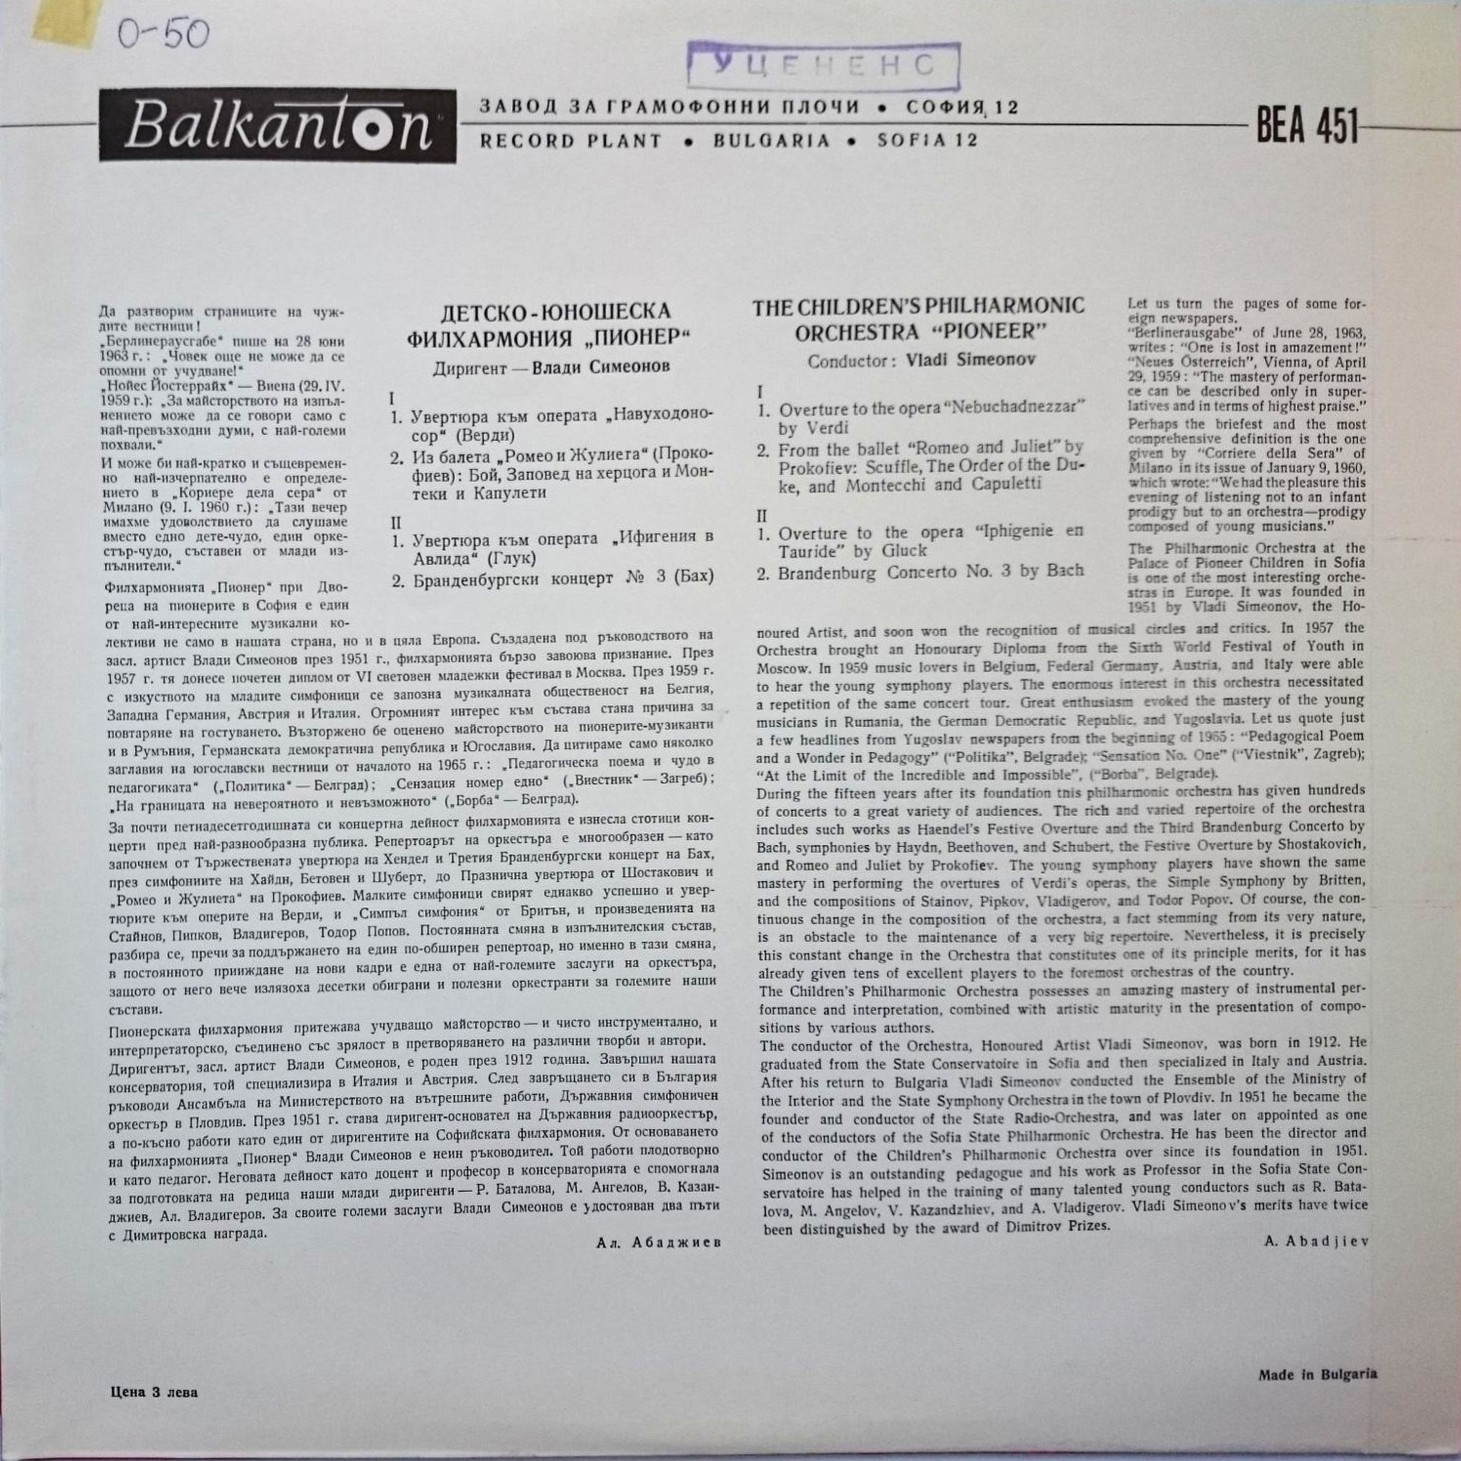 0-50
УЦЕНЕНС
Balkanton
ЗАВОД ЗА ГРАМОФОННИ ПЛОЧИ • СОФИЯ, 12
RECORD PLANT • BULGARIA • SOFIA 12
BEA 451
Да разтворим страниците на чуж-
дите вестници!
„Берлинераусгабе“ пише на 28 юни
1963 г.: „Човек още не може да се
опомни от учудване!“
„Нойес Йостеррайх“ — Виена (29. IV.
1959 г.): „За майсторството на изпъл-
нението може да се говори само с
най-превъзходни думи, с най-големи
похвали.“
И може би най-кратко и същевремен-
но най-изчерпателно е определе-
нието в „Кориере дела сера“ от
Милано (9. I. 1960 г.): „Тази вечер
имахме удоволствието да слушаме
вместо едно дете-чудо, един орке-
стър-чудо, съставен от млади из-
пълнители.“
Филхармонията „Пионер“ при Дво-
реца на пионерите в София е един
от най-интересните музикални ко-
лективи не само в нашата страна, но и в цяла Европа. Създадена под ръководството на
засл. артист Влади Симеонов през 1951 г., филхармонията бързо завоюва признание. През
1957 г. тя донесе почетен диплом от VI световен младежки фестивал в Москва. През 1959 г.
с изкуството на младите симфоници се запозна музикалната общественост на Белгия,
Западна Германия, Австрия и Италия. Огромният интерес към състава стана причина за
повтаряне на гостуването. Възторжено бе оценено майсторството на пионерите-музиканти
и в Румъния, Германската демократична република и Югославия. Да цитираме само няколко
заглавия на югославски вестници от началото на 1965 г.: „Педагогическа поема и чудо в
педагогиката“ („Политика“ — Белград); „Сензация номер едно“ („Виестник“ — Загреб);
„На границата на невероятното и невъзможното“ („Борба“ — Белград).
За почти петнадесетгодишната си концертна дейност филхармонията е изнесла стотици кон-
церти пред най-разнообразна публика. Репертоарът на оркестъра е многообразен — като
започнем от Тържествената увертюра на Хендел и Третия Бранденбургски концерт на Бах,
през симфониите на Хайдн, Бетовен и Шуберт, до Празнична увертюра от Шостакович и
„Ромео и Жулиета“ на Прокофиев. Малките симфоници свирят еднакво успешно и увер-
тюрите към оперите на Верди, и „Симпъл симфония“ от Бритън, и произведенията на
Стайнов, Пипков, Владигеров, Тодор Попов. Постоянната смяна в изпълнителския състав,
разбира се, пречи за поддържането на един по-обширен репертоар, но именно в тази смяна,
в постоянното прииждане на нови кадри е една от най-големите заслуги на оркестъра,
защото от него вече излязоха десетки обиграни и полезни оркестранти за големите наши
състави.
Пионерската филхармония притежава учудващо майсторство — и чисто инструментално, и
интерпретаторско, съединено със зрялост в претворяването на различни творби и автори.
Диригентът, засл. артист Влади Симеонов, е роден през 1912 година. Завършил нашата
консерватория, той специализира в Италия и Австрия. След завръщането си в България
ръководи Ансамбъла на Министерството на вътрешните работи, Държавния симфоничен
оркестър в Пловдив. През 1951 г. става диригент-основател на Държавния радиооркестър,
а по-късно работи като един от диригентите на Софийската филхармония. От основаването
на филхармонията „Пионер“ Влади Симеонов е неин ръководител. Той работи плодотворно
и като педагог. Неговата дейност като доцент и професор в консерваторията е спомогнала
за подготовката на редица наши млади диригенти — Р. Баталова, М. Ангелов, В. Казан-
джиев, Ал. Владигеров. За своите големи заслуги Влади Симеонов е удостояван два пъти
с Димитровска награда.
Ал. Абаджиев
ДЕТСКО-ЮНОШЕСКА
ФИЛХАРМОНИЯ „ПИОНЕР“
Диригент — Влади Симеонов
I
1. Увертюра към операта „Навуходоно-
сор“ (Верди)
2. Из балета „Ромео и Жулиета“ (Проко-
фиев): Бой, Заповед на херцога и Мон-
теки и Капулети
II
1. Увертюра към операта „Ифигения в
Авлида“ (Глук)
2. Бранденбургски концерт № 3 (Бах)
THE CHILDREN'S PHILHARMONIC
ORCHESTRA “PIONEER”
Conductor: Vladi Simeonov
I
1. Overture to the opera “Nebuchadnezzar”
by Verdi
2. From the ballet “Romeo and Juliet” by
Prokofiev: Scuffle, The Order of the Du-
ke, and Montecchi and Capuletti
II
1. Overture to the opera “Iphigenie en
Tauride” by Gluck
2. Brandenburg Concerto No. 3 by Bach
Let us turn the pages of some for-
eign newspapers.
“Berlinerausgabe” of June 28, 1963,
writes: “One is lost in amazement!”
“Neues Österreich”, Vienna, of April
29, 1959: “The mastery of performan-
ce can be described only in super-
latives and in terms of highest praise.”
Perhaps the briefest and the most
comprehensive definition is the one
given by “Corriere della Sera” of
Milano in its issue of January 9, 1960,
which wrote: “We had the pleasure this
evening of listening not to an infant
prodigy but to an orchestra—prodigy
composed of young musicians.”
The Philharmonic Orchestra at the
Palace of Pioneer Children in Sofia
is one of the most interesting orche-
stras in Europe. It was founded in
1951 by Vladi Simeonov, the Ho-
noured Artist, and soon won the recognition of musical circles and critics. In 1957 the
Orchestra brought an Honourary Diploma from the Sixth World Festival of Youth in
Moscow. In 1959 music lovers in Belgium, Federal Germany, Austria, and Italy were able
to hear the young symphony players. The enormous interest in this orchestra necessitated
a repetition of the same concert tour. Great enthusiasm evoked the mastery of the young
musicians in Rumania, the German Democratic Republic, and Yugoslavia. Let us quote just
a few headlines from Yugoslav newspapers from the beginning of 1965: “Pedagogical Poem
and a Wonder in Pedagogy” (“Politika”, Belgrade); “Sensation No. One” (“Viestnik”, Zagreb);
“At the Limit of the Incredible and Impossible”, (“Borba”, Belgrade).
During the fifteen years after its foundation tnis philharmonic orchestra has given hundreds
of concerts to a great variety of audiences. The rich and varied repertoire of the orchestra
includes such works as Haendel's Festive Overture and the Third Brandenburg Concerto by
Bach, symphonies by Haydn, Beethoven, and Schubert, the Festive Overture by Shostakovich,
and Romeo and Juliet by Prokofiev. The young symphony players have shown the same
mastery in performing the overtures of Verdi's operas, the Simple Symphony by Britten,
and the compositions of Stainov, Pipkov, Vladigerov, and Todor Popov. Of course, the con-
tinuous change in the composition of the orchestra, a fact stemming from its very nature,
is an obstacle to the maintenance of a very big repertoire. Nevertheless, it is precisely
this constant change in the Orchestra that constitutes one of its principle merits, for it has
already given tens of excellent players to the foremost orchestras of the country.
The Children's Philharmonic Orchestra possesses an amazing mastery of instrumental per-
formance and interpretation, combined with artistic maturity in the presentation of compo-
sitions by various authors.
The conductor of the Orchestra, Honoured Artist Vladi Simeonov, was born in 1912. He
graduated from the State Conservatoire in Sofia and then specialized in Italy and Austria.
After his return to Bulgaria Vladi Simeonov conducted the Ensemble of the Ministry of
the Interior and the State Symphony Orchestra in the town of Plovdiv. In 1951 he became the
founder and conductor of the State Radio-Orchestra, and was later on appointed as one
of the conductors of the Sofia State Philharmonic Orchestra. He has been the director and
conductor of the Children's Philharmonic Orchestra over since its foundation in 1951.
Simeonov is an outstanding pedagogue and his work as Professor in the Sofia State Con-
servatoire has helped in the training of many talented young conductors such as R. Bata-
lova, M. Angelov, V. Kazandzhiev, and A. Vladigerov. Vladi Simeonov's merits have twice
been distinguished by the award of Dimitrov Prizes.
A. Abadjiev
Цена 3 лева
Made in Bulgaria